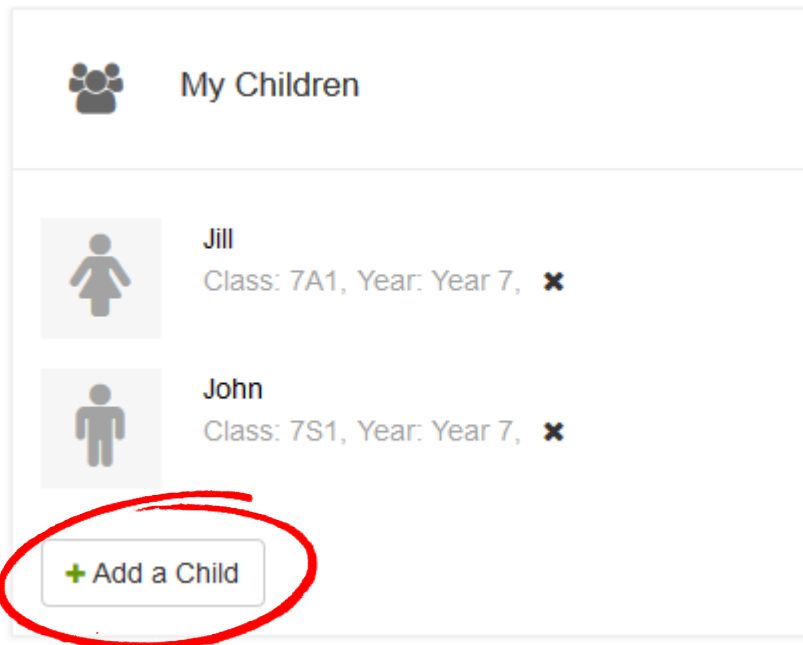 My Children
Jill
Class: 7A1, Year: Year 7, ✖
John
Class: 7S1, Year: Year 7, ✖
+ Add a Child